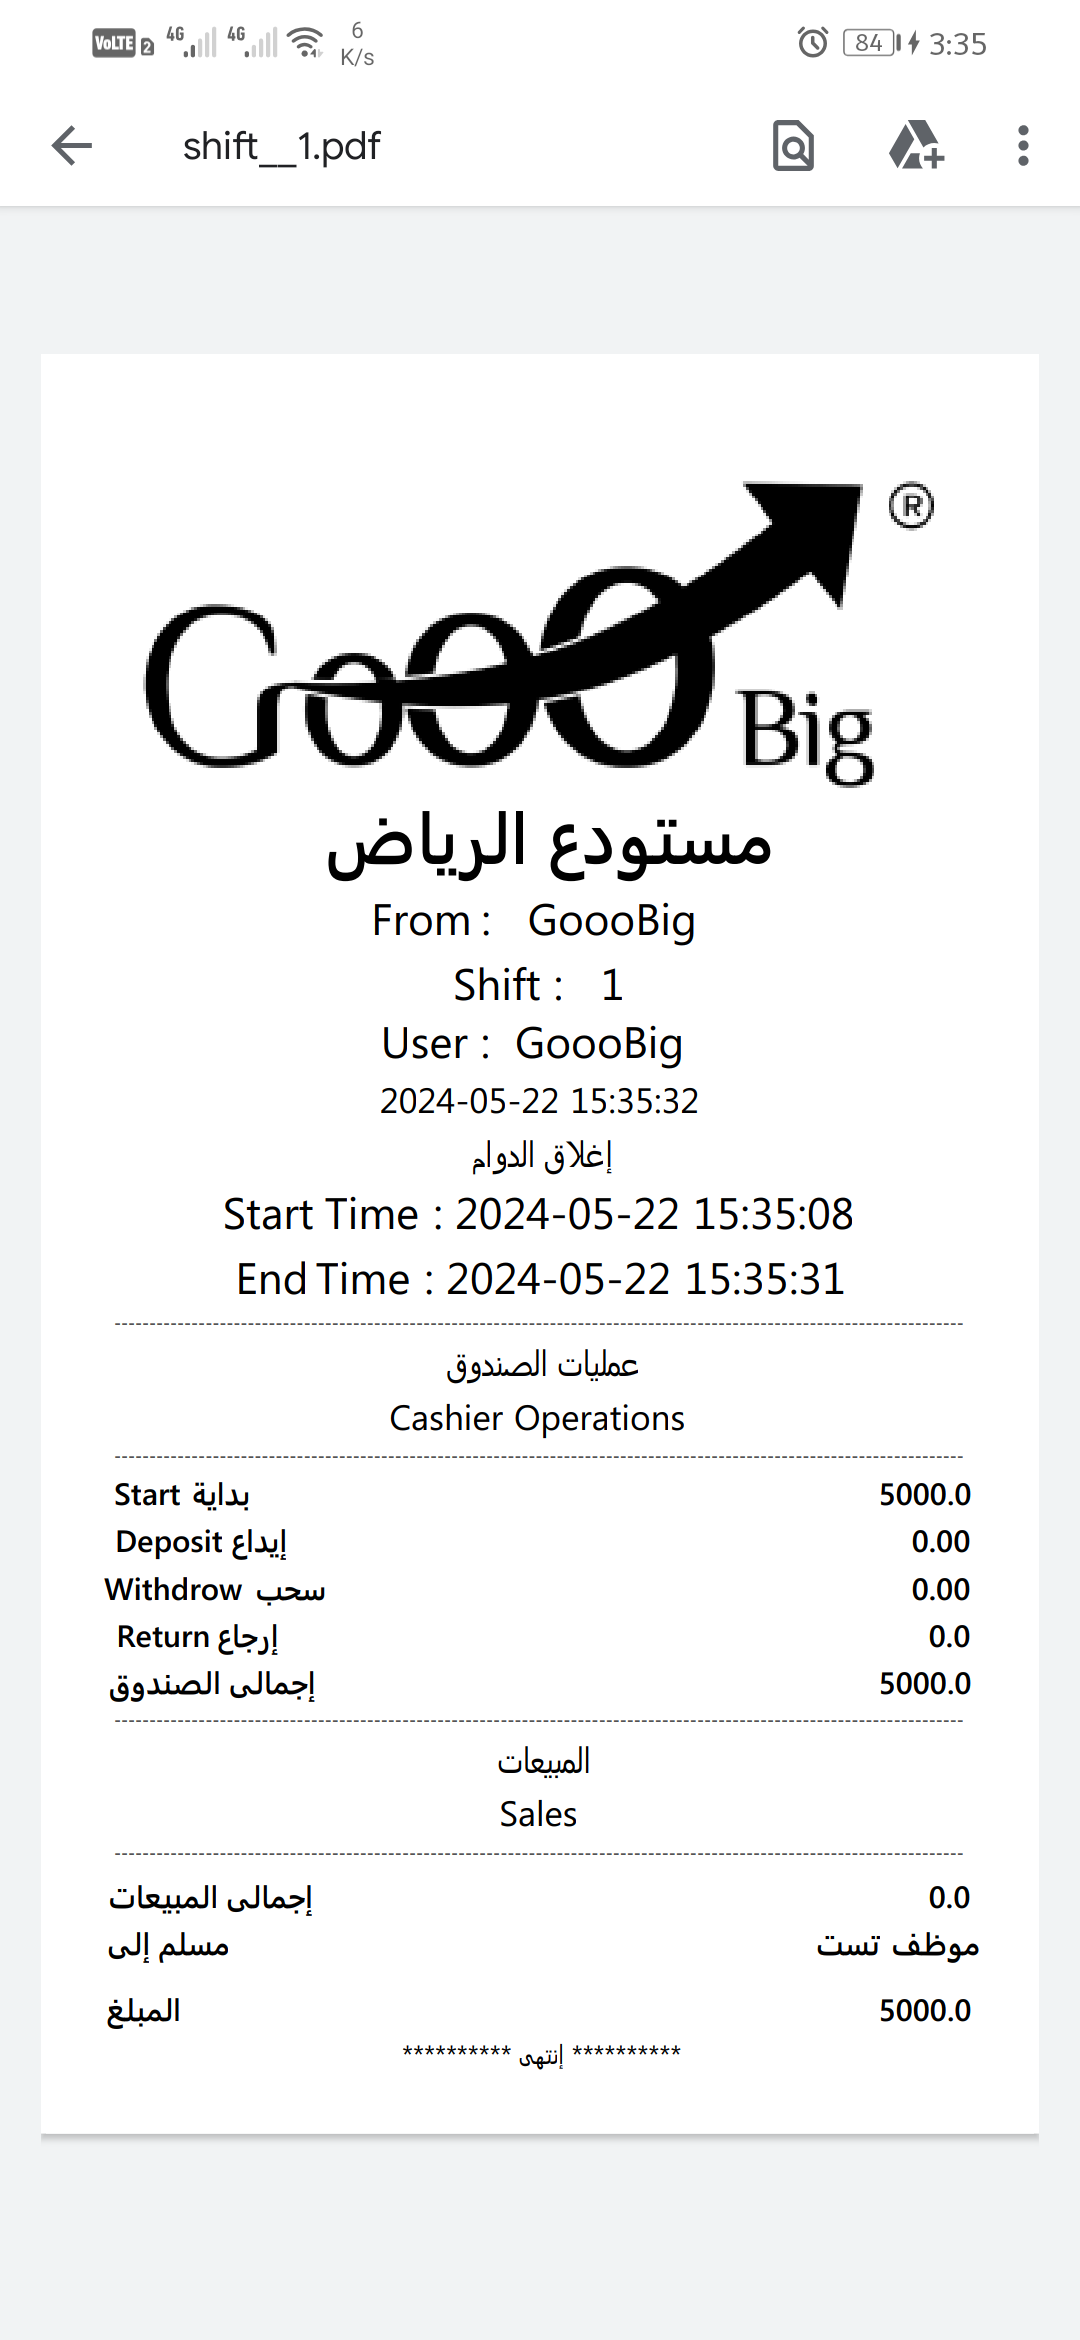 VoLTE 2 4G 4G 6 K/s 84 3:35
shift__1.pdf
GoooBig ®
مستودع الرياض
From : GoooBig
Shift : 1
User : GoooBig
2024-05-22 15:35:32
إغلاق الدوام
Start Time : 2024-05-22 15:35:08
End Time : 2024-05-22 15:35:31
عمليات الصندوق
Cashier Operations
Start بداية 5000.0
Deposit إيداع 0.00
Withdrow سحب 0.00
Return إرجاع 0.0
إجمالى الصندوق 5000.0
المبيعات
Sales
إجمالى المبيعات 0.0
مسلم إلى موظف تست
المبلغ 5000.0
********** إنتهى **********